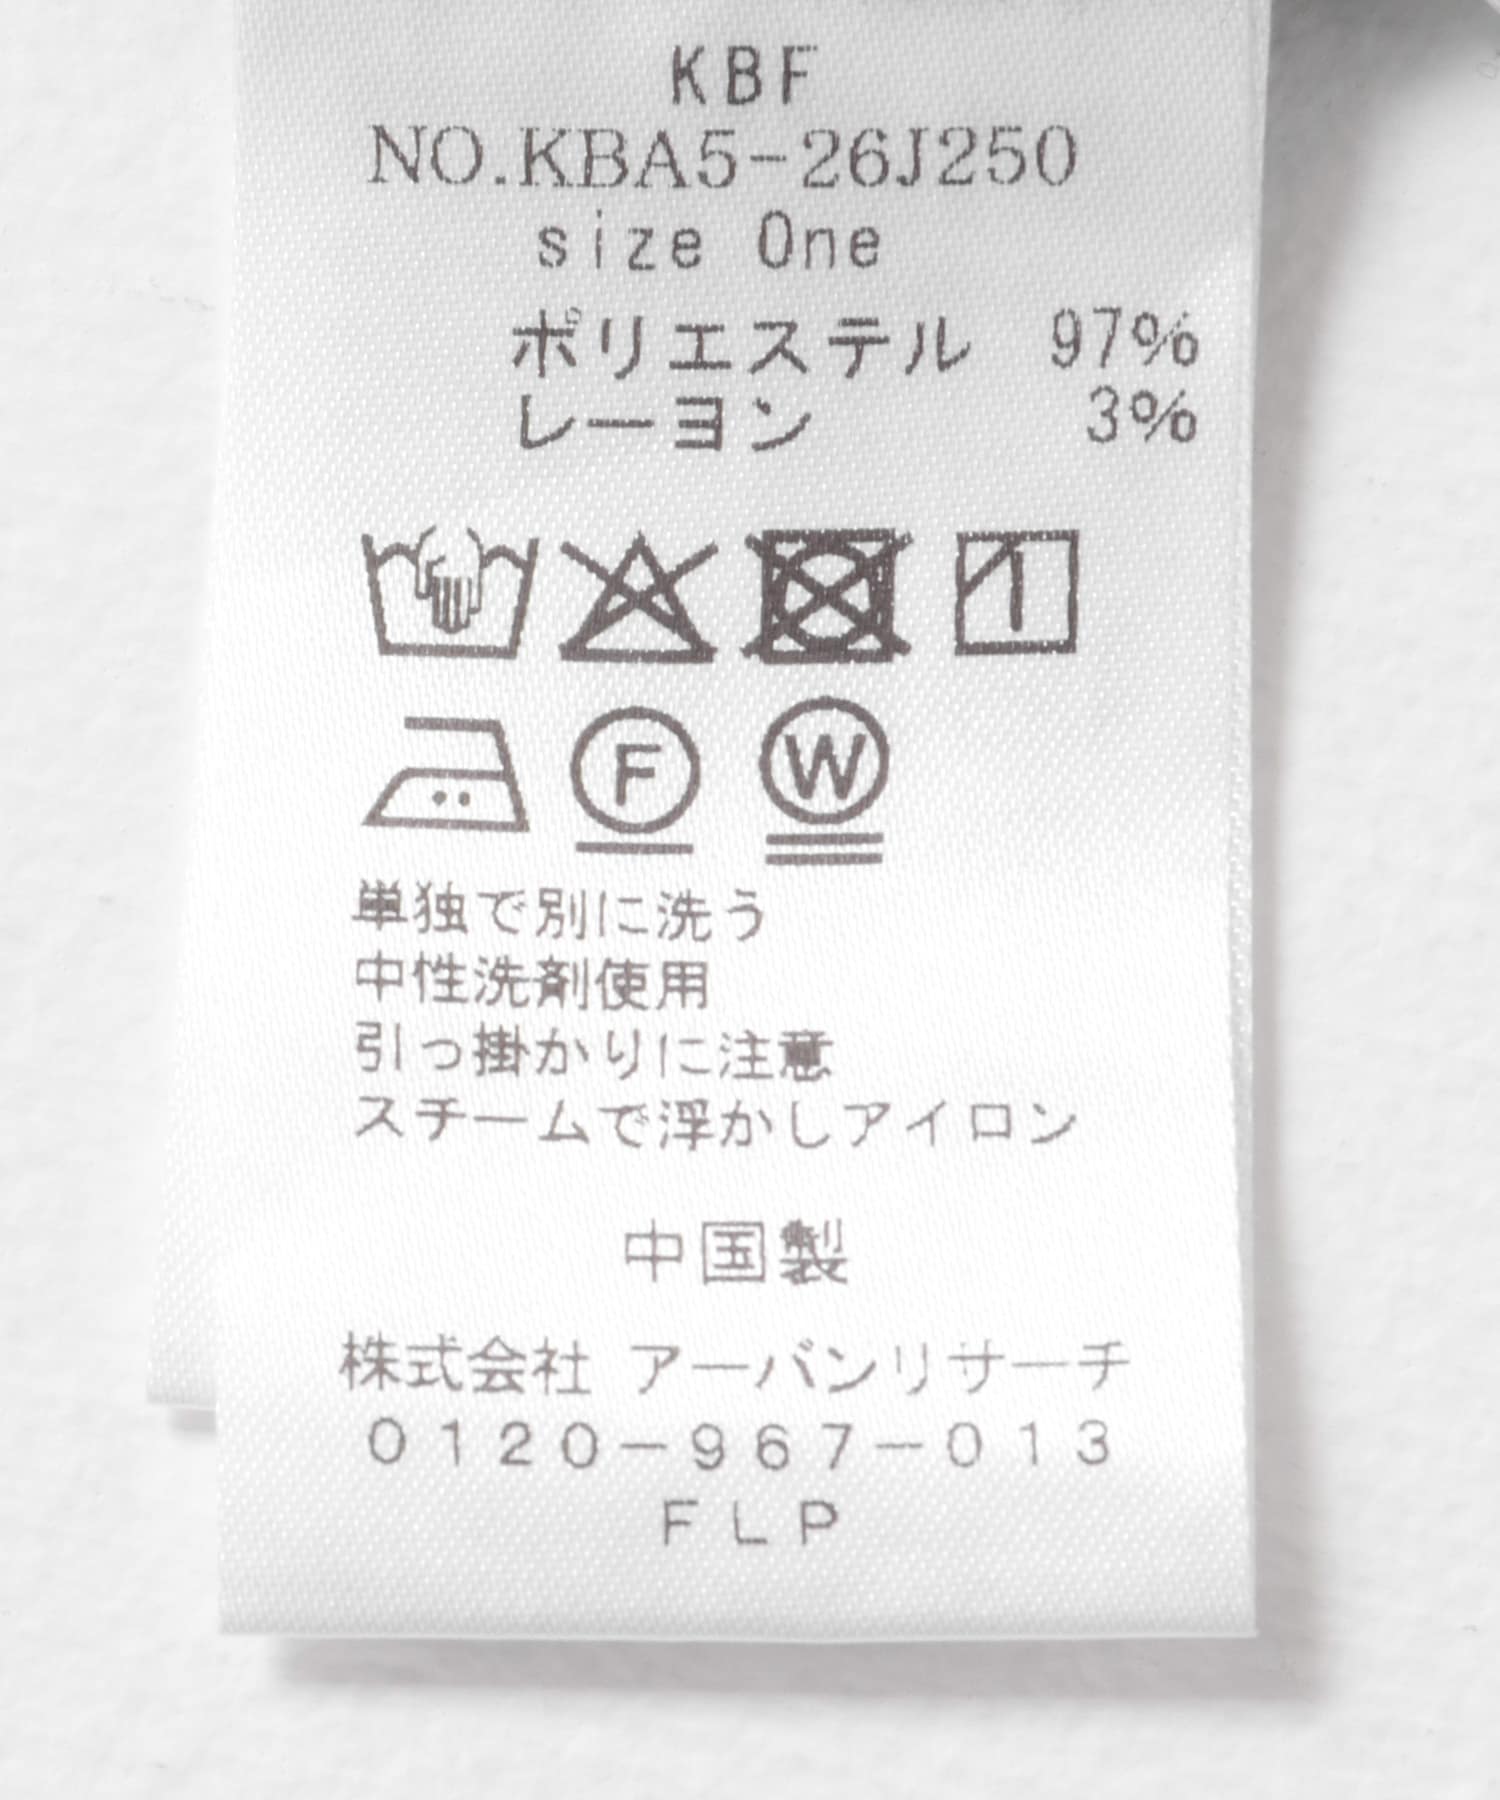 KBF
NO.KBA5-26J250
size One
ポリエステル 97%
レーヨン 3%
F W
単独で別に洗う
中性洗剤使用
引っ掛かりに注意
スチームで浮かしアイロン
中国製
株式会社 アーバンリサーチ
0120-967-013
FLP